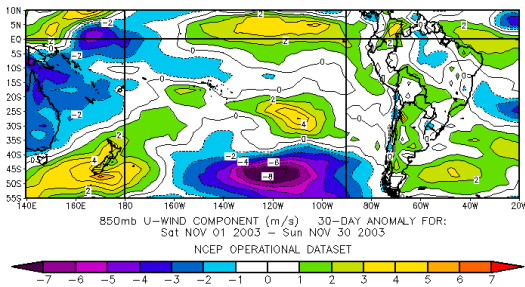 10N
5N
EQ
5S
10S
15S
20S
25S
30S
35S
40S
45S
50S
55S
140E 160E 180 160W 140W 120W 100W 80W 60W 40W 20W
850mb U-WIND COMPONENT (m/s) 30-DAY ANOMALY FOR:
Sat NOV 01 2003 - Sun NOV 30 2003
NCEP OPERATIONAL DATASET
-7 -6 -5 -4 -3 -2 -1 0 1 2 3 4 5 6 7